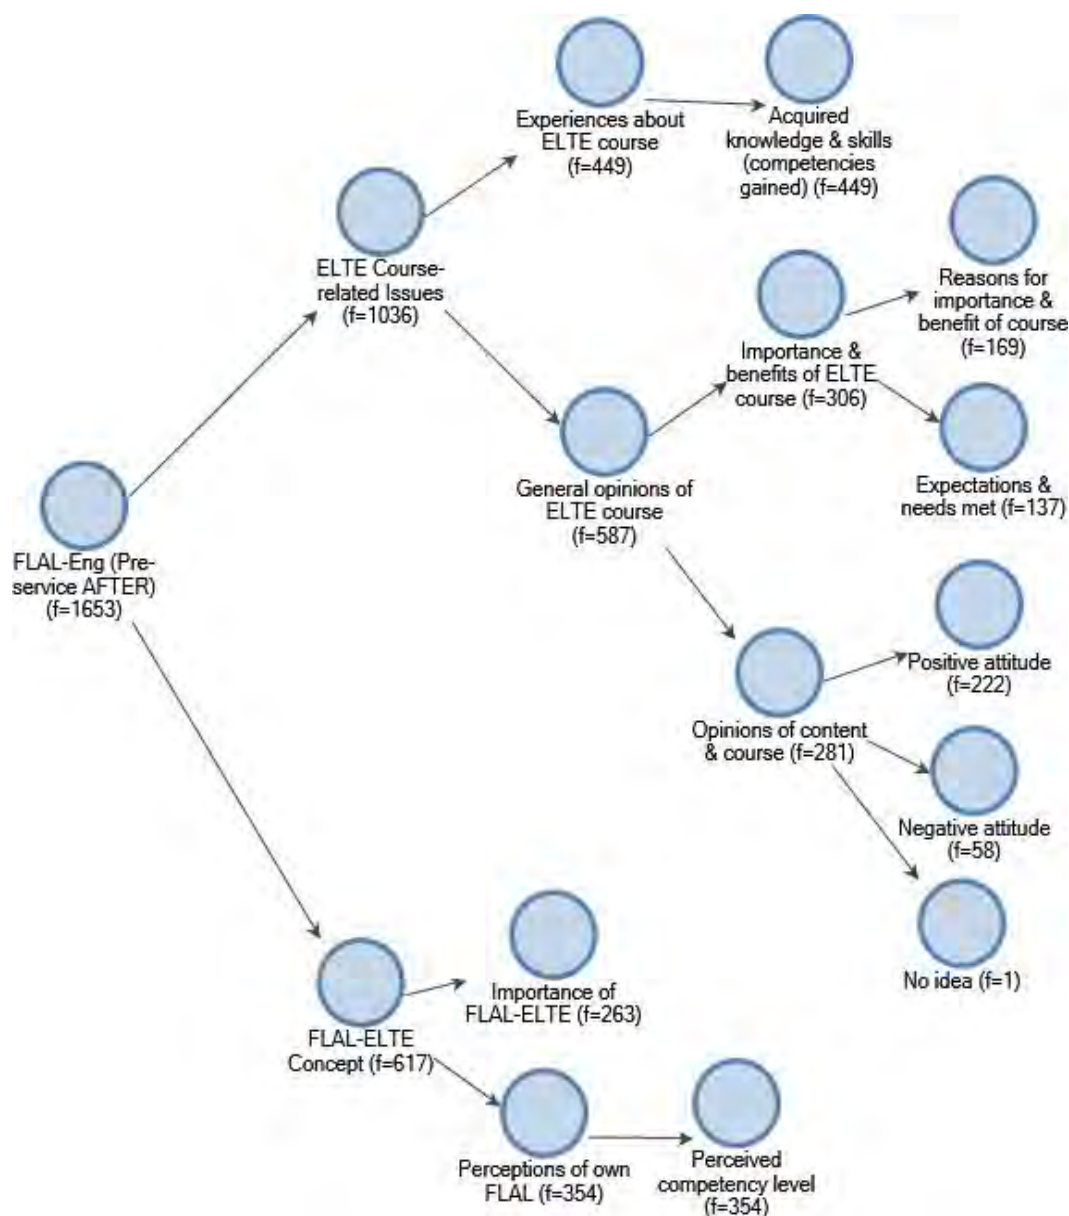 Experiences about
ELTE course
(f=449)
Acquired
knowledge & skills
(competencies
gained) (f=449)
ELTE Course-
related Issues
(f=1036)
Reasons for
importance &
benefit of course
(f=169)
Importance &
benefits of ELTE
course (f=306)
General opinions of
ELTE course
(f=587)
Expectations &
needs met (f=137)
FLAL-Eng (Pre-
service AFTER)
(f=1653)
Positive attitude
(f=222)
Opinions of content
& course (f=281)
Negative attitude
(f=58)
No idea (f=1)
Importance of
FLAL-ELTE (f=263)
FLAL-ELTE
Concept (f=617)
Perceptions of own
FLAL (f=354)
Perceived
competency level
(f=354)